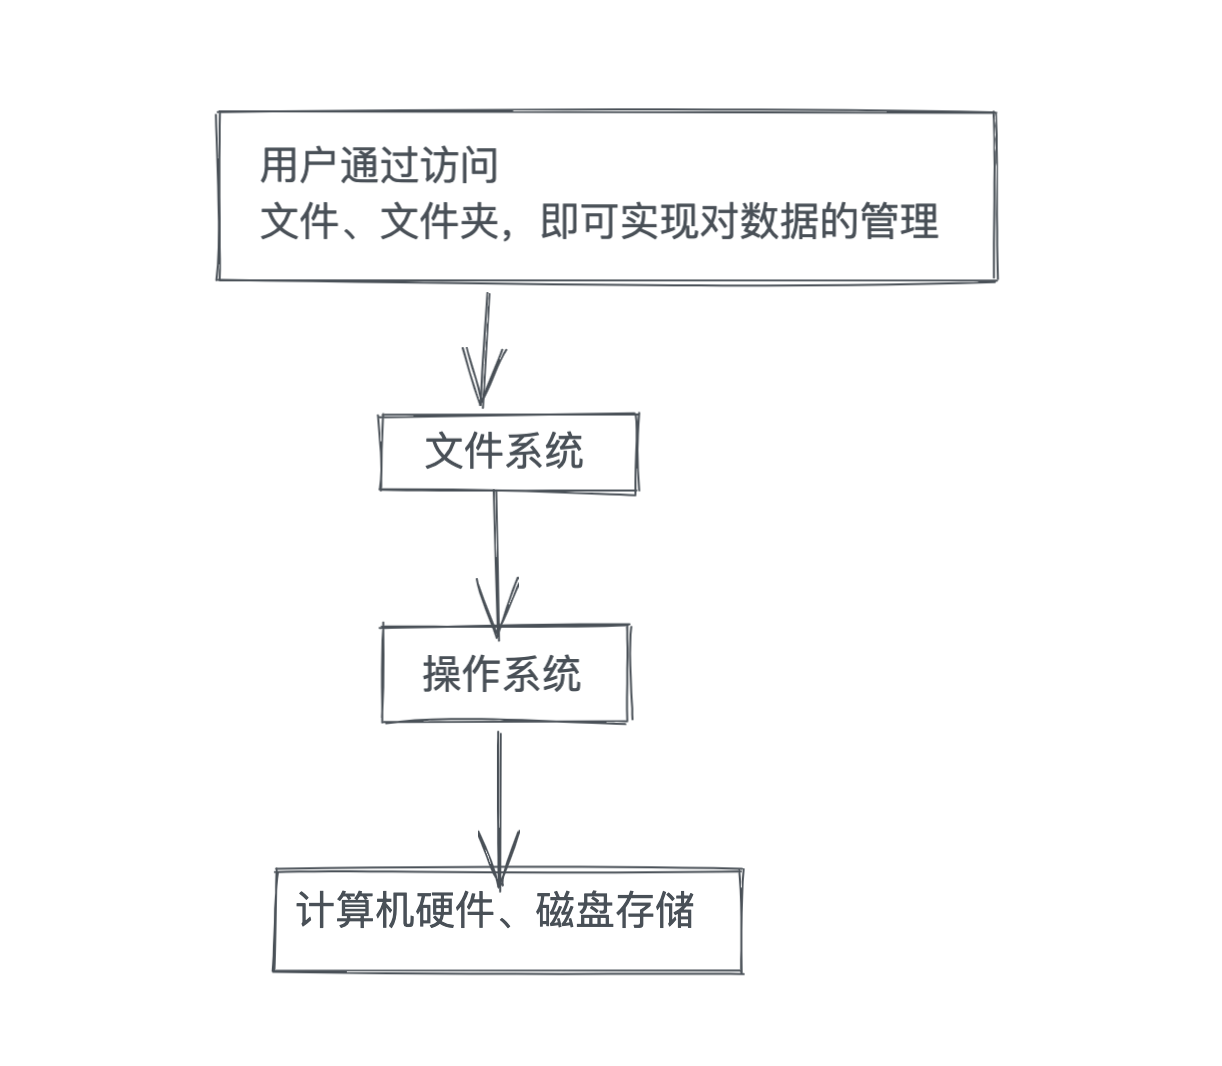 用户通过访问
文件、文件夹，即可实现对数据的管理
文件系统
操作系统
计算机硬件、磁盘存储